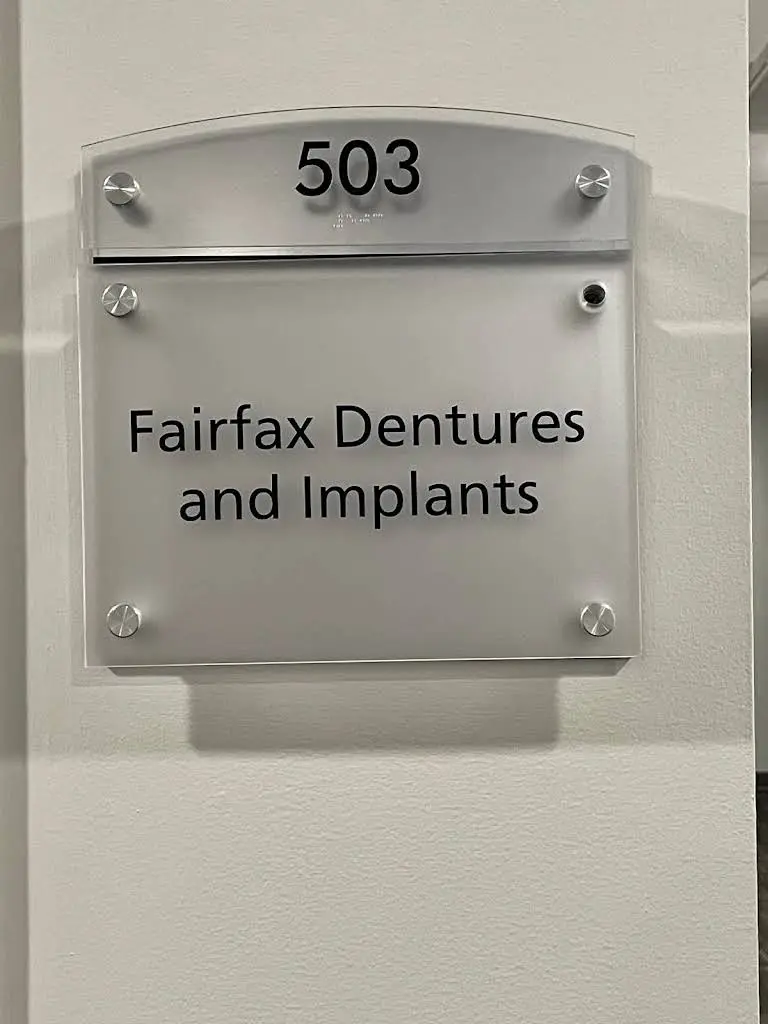 503
Fairfax Dentures
and Implants